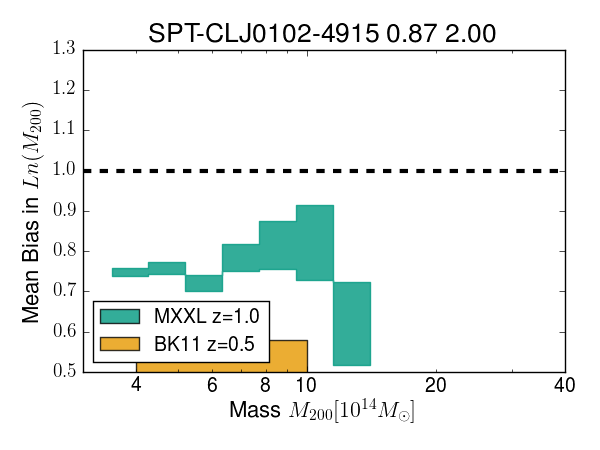 SPT-CLJ0102-4915 0.87 2.00
1.3
1.2
1.1
1.0
0.9
0.8
0.7
0.6
0.5
Mean Bias in Ln(M₂₀₀)
MXXL z=1.0
BK11 z=0.5
4 6 8 10 20 40
Mass M₂₀₀[10¹⁴M☉]